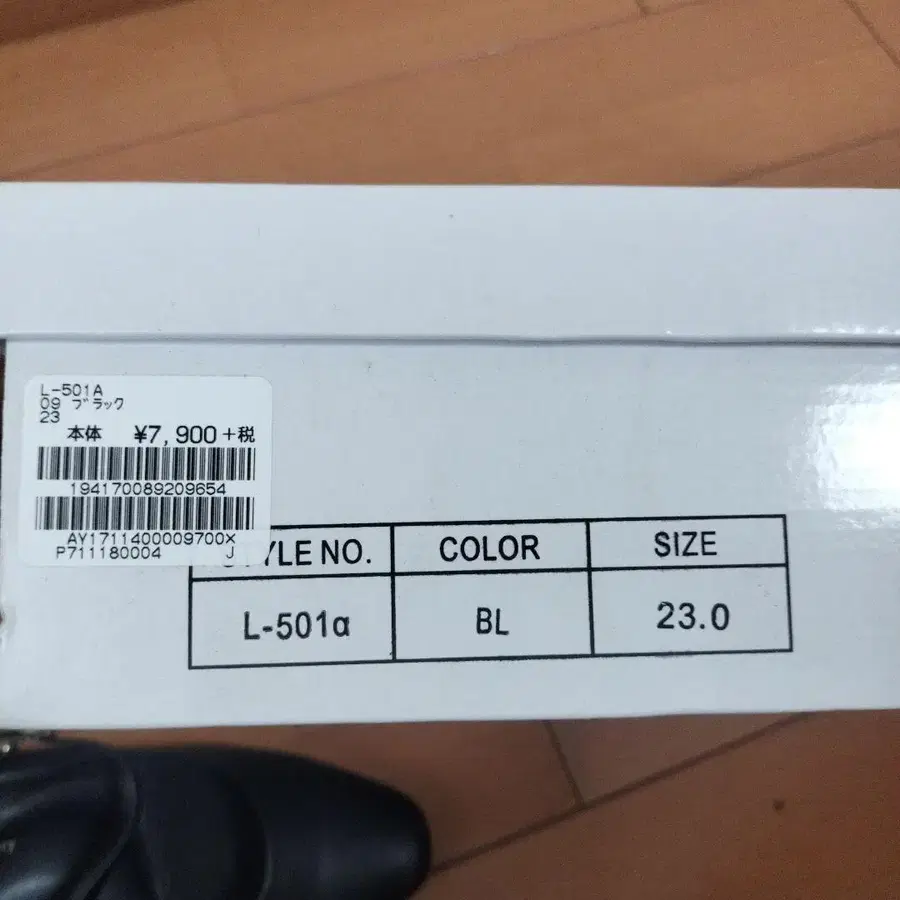 L-501A
09 ブラック
23
本体 ¥7,900+税
194170089209654
AY1711400009700X
P711180004 J
NO. COLOR SIZE
L-501α BL 23.0